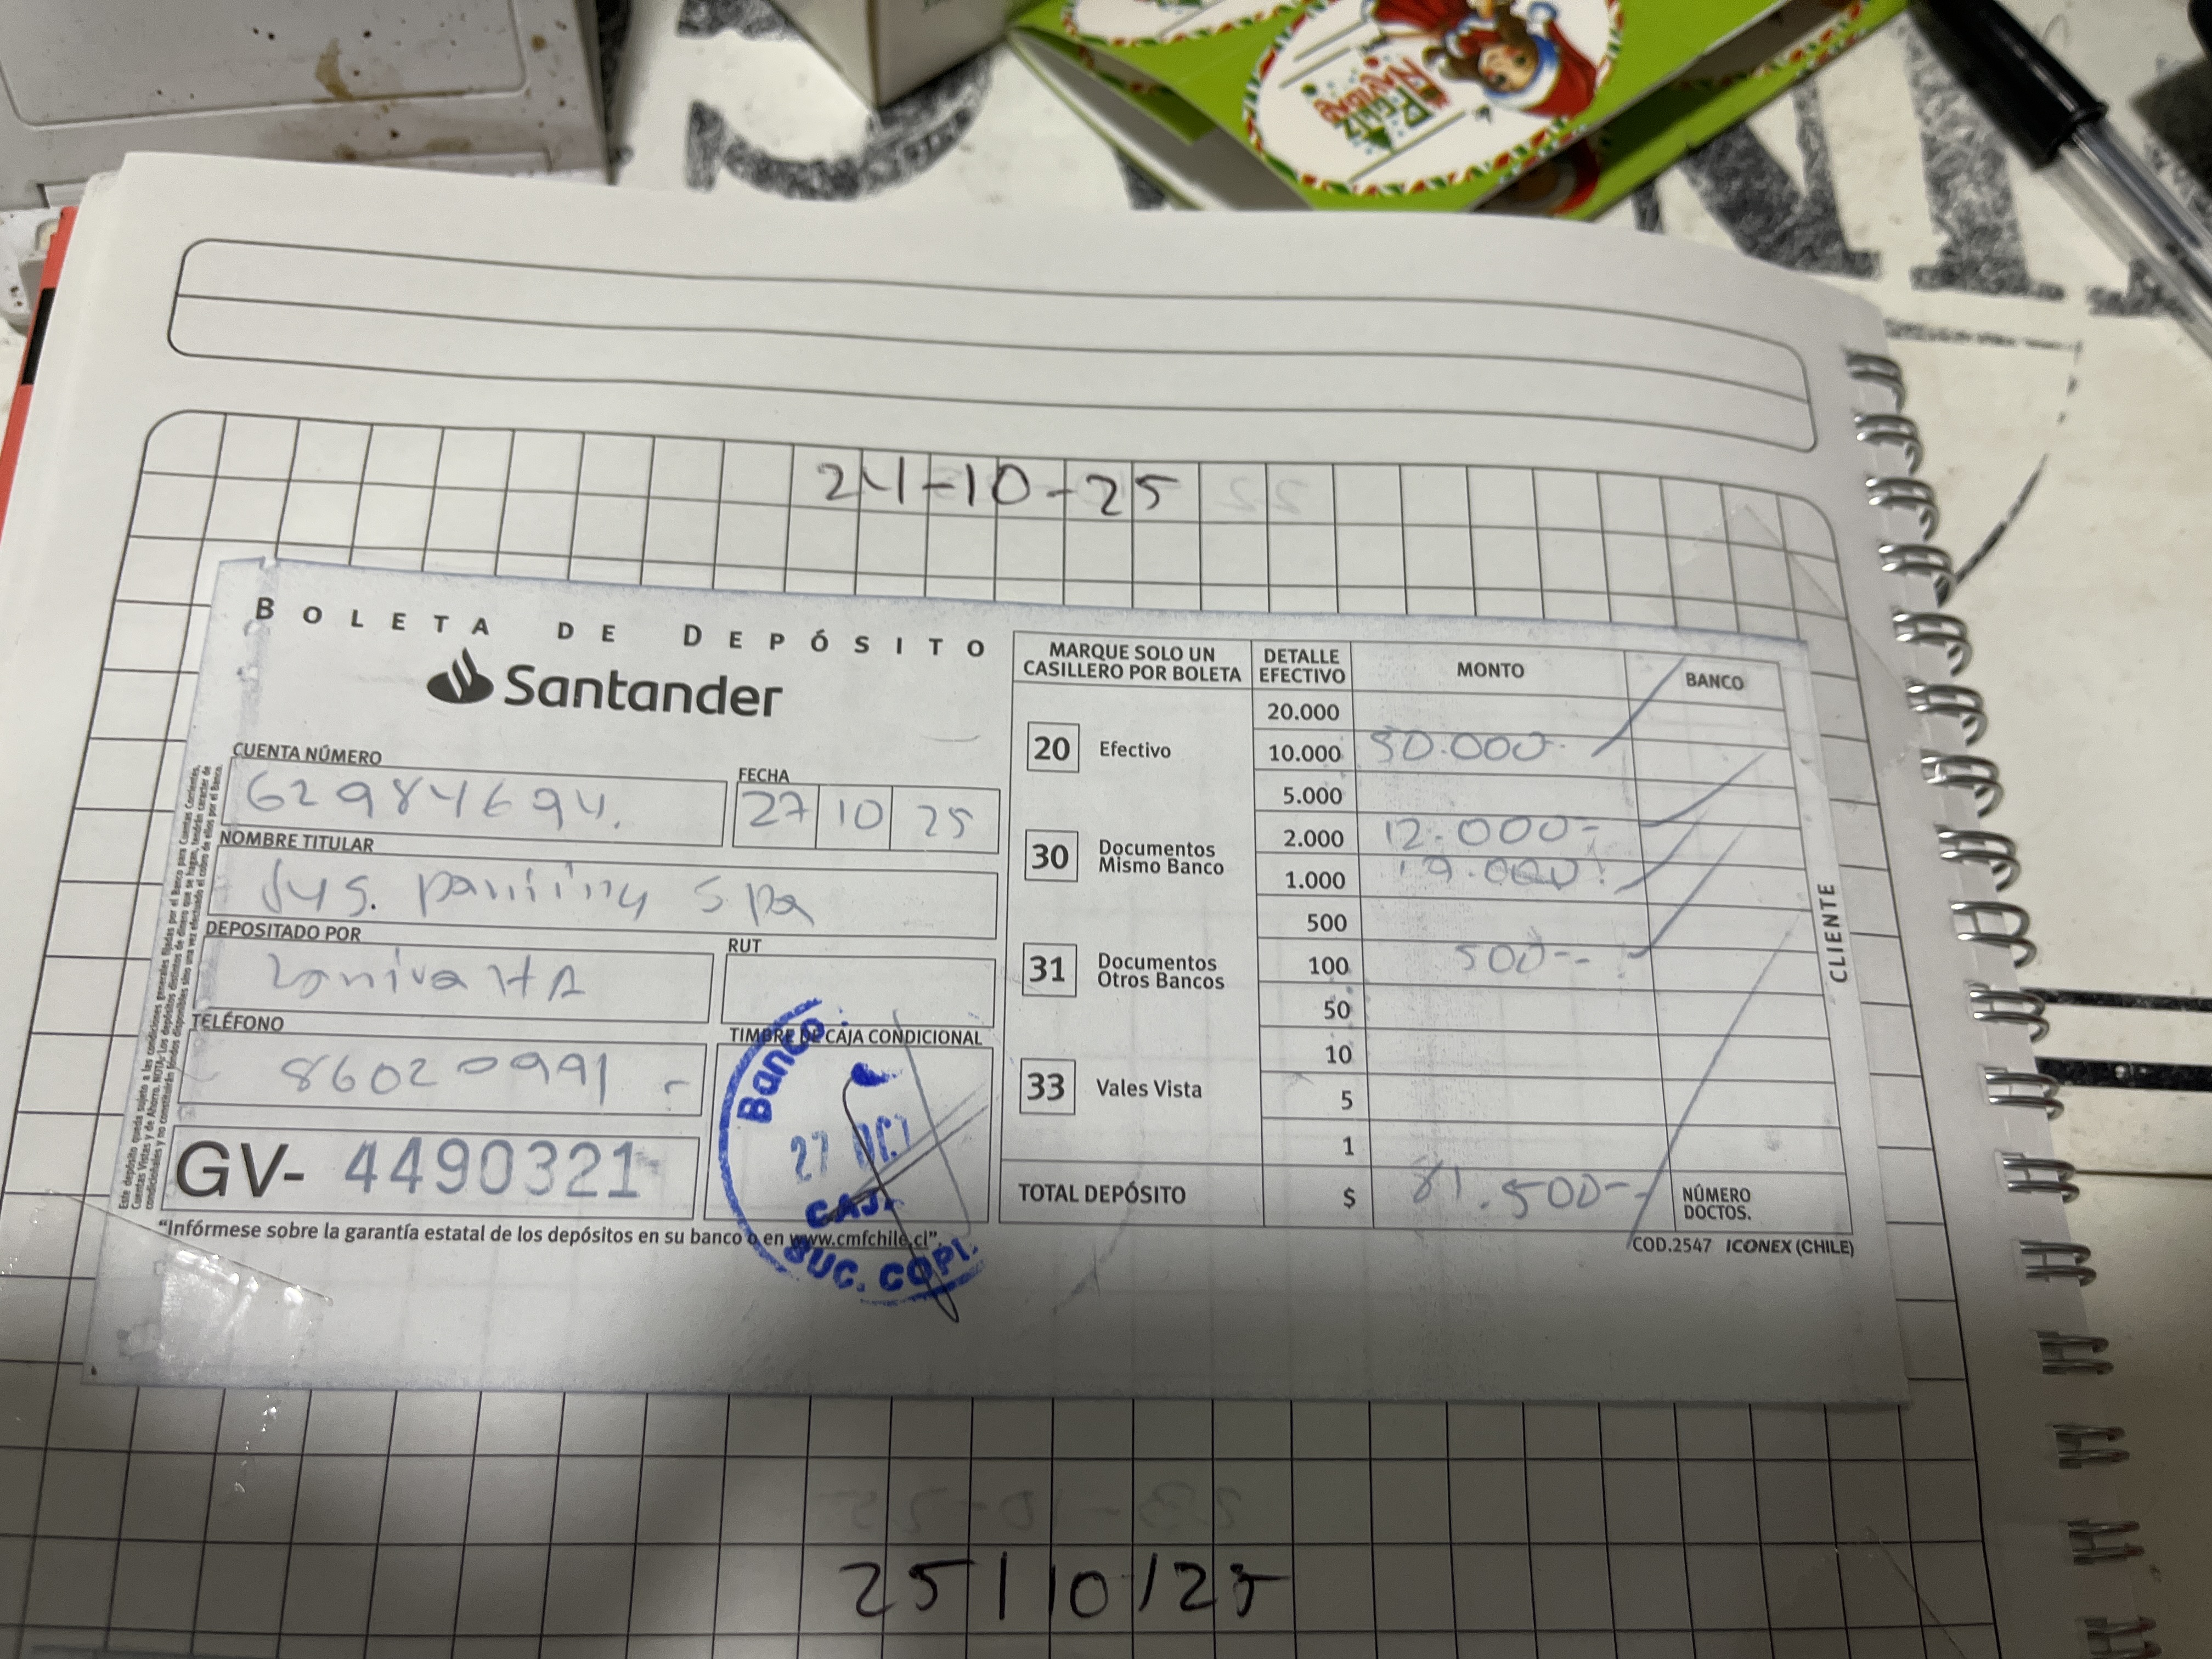 FELIZ
NAVIDAD
24-10-25
BOLETA DE DEPÓSITO
Santander
CUENTA NÚMERO
62984694.
FECHA
27 10 25
NOMBRE TITULAR
SPA
DEPOSITADO POR
RUT
TELÉFONO
86020991
TIMBRE DE CAJA CONDICIONAL
Banco
27 OCT
CAJ
SUC. COPI.
GV- 4490321
"Infórmese sobre la garantía estatal de los depósitos en su banco o en www.cmfchile.cl".
MARQUE SOLO UN CASILLERO POR BOLETA
20 Efectivo
30 Documentos Mismo Banco
31 Documentos Otros Bancos
33 Vales Vista
DETALLE EFECTIVO MONTO BANCO
20.000
10.000 50.000-
5.000
2.000 12.000-
1.000 19.000.
500
100 500--
50
10
5
1
TOTAL DEPÓSITO $ 81.500-- NÚMERO DOCTOS.
CLIENTE
COD.2547 ICONEX (CHILE)
25/10/25